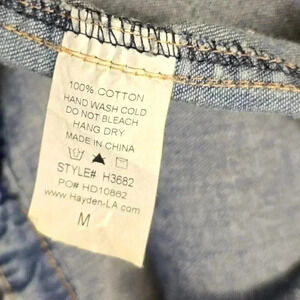 100% COTTON
HAND WASH COLD
DO NOT BLEACH
HANG DRY
MADE IN CHINA
STYLE# H3682
PO# HD10862
www.Hayden-LA.com
M